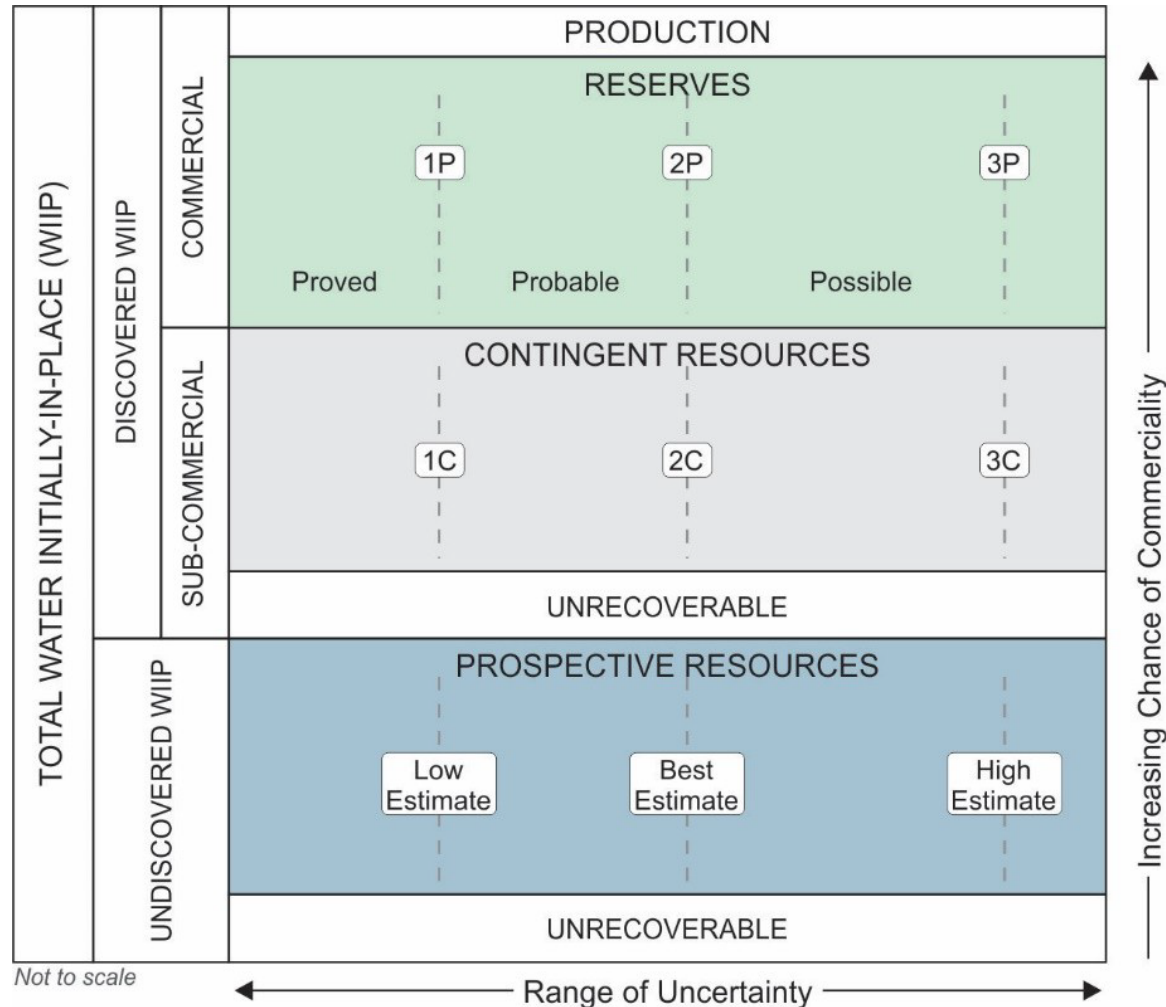 TOTAL WATER INITIALLY-IN-PLACE (WIIP)
DISCOVERED WIIP
UNDISCOVERED WIIP
COMMERCIAL
SUB-COMMERCIAL
PRODUCTION
RESERVES
1P
2P
3P
Proved
Probable
Possible
CONTINGENT RESOURCES
1C
2C
3C
UNRECOVERABLE
PROSPECTIVE RESOURCES
Low
Estimate
Best
Estimate
High
Estimate
UNRECOVERABLE
Increasing Chance of Commerciality
Not to scale
Range of Uncertainty